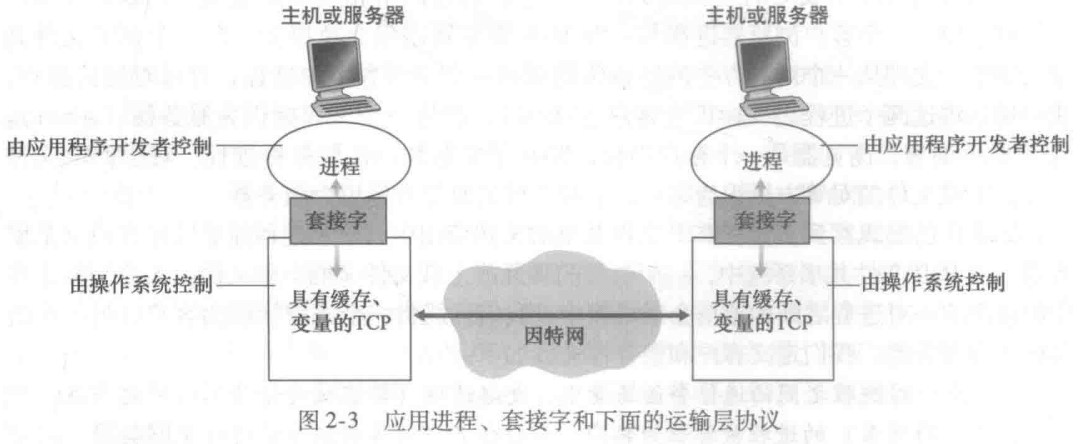 主机或服务器
主机或服务器
由应用程序开发者控制
进程
进程
由应用程序开发者控制
套接字
套接字
由操作系统控制
由操作系统控制
具有缓存、
变量的TCP
因特网
具有缓存、
变量的TCP
图 2-3 应用进程、套接字和下面的运输层协议